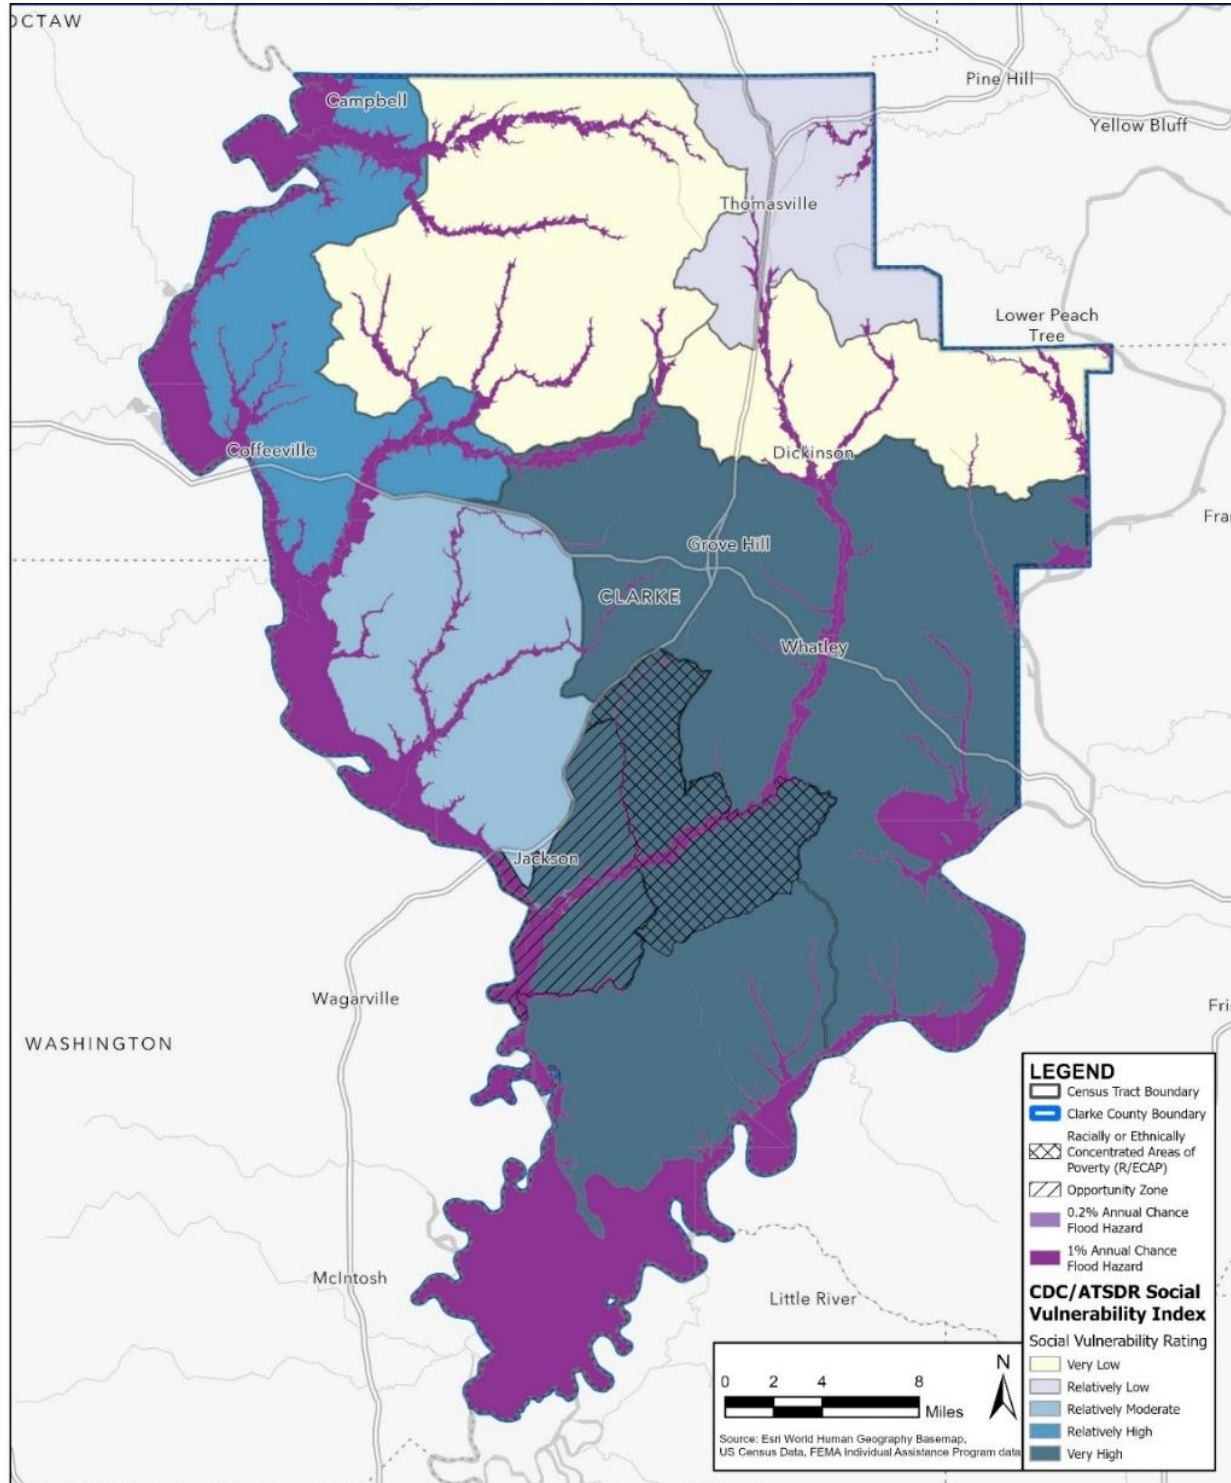 OCTAW
Campbell
Pine Hill
Yellow Bluff
Thomasville
Lower Peach
Tree
Coffeeville
Dickinson
Grove Hill
CLARKE
Whatley
Jackson
Wagarville
WASHINGTON
McIntosh
Little River
LEGEND
Census Tract Boundary
Clarke County Boundary
Racially or Ethnically
Concentrated Areas of
Poverty (R/ECAP)
Opportunity Zone
0.2% Annual Chance
Flood Hazard
1% Annual Chance
Flood Hazard
CDC/ATSDR Social
Vulnerability Index
Social Vulnerability Rating
Very Low
Relatively Low
Relatively Moderate
Relatively High
Very High
N
0 2 4 8
Miles
Source: Esri World Human Geography Basemap,
US Census Data, FEMA Individual Assistance Program data